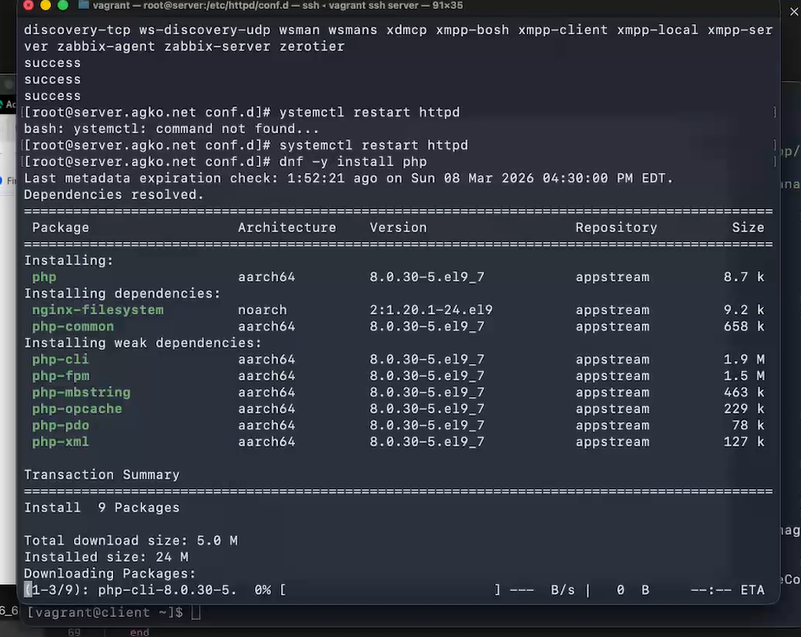 vagrant — root@server:/etc/httpd/conf.d — ssh ‹ vagrant ssh server — 91×35
discovery-tcp ws-discovery-udp wsman wsmans xdmcp xmpp-bosh xmpp-client xmpp-local xmpp-ser
ver zabbix-agent zabbix-server zerotier
success
success
success
[root@server.agko.net conf.d]# ystemctl restart httpd
bash: ystemctl: command not found...
[root@server.agko.net conf.d]# systemctl restart httpd
[root@server.agko.net conf.d]# dnf -y install php
Last metadata expiration check: 1:52:21 ago on Sun 08 Mar 2026 04:30:00 PM EDT.
Dependencies resolved.
Package Architecture Version Repository Size
Installing:
php aarch64 8.0.30-5.el9_7 appstream 8.7 k
Installing dependencies:
nginx-filesystem noarch 2:1.20.1-24.el9 appstream 9.2 k
php-common aarch64 8.0.30-5.el9_7 appstream 658 k
Installing weak dependencies:
php-cli aarch64 8.0.30-5.el9_7 appstream 1.9 M
php-fpm aarch64 8.0.30-5.el9_7 appstream 1.5 M
php-mbstring aarch64 8.0.30-5.el9_7 appstream 463 k
php-opcache aarch64 8.0.30-5.el9_7 appstream 229 k
php-pdo aarch64 8.0.30-5.el9_7 appstream 78 k
php-xml aarch64 8.0.30-5.el9_7 appstream 127 k
Transaction Summary
Install 9 Packages
Total download size: 5.0 M
Installed size: 24 M
Downloading Packages:
(1-3/9): php-cli-8.0.30-5. 0% [ ] --- B/s | 0 B --:-- ETA
[vagrant@client ~]$
69 end